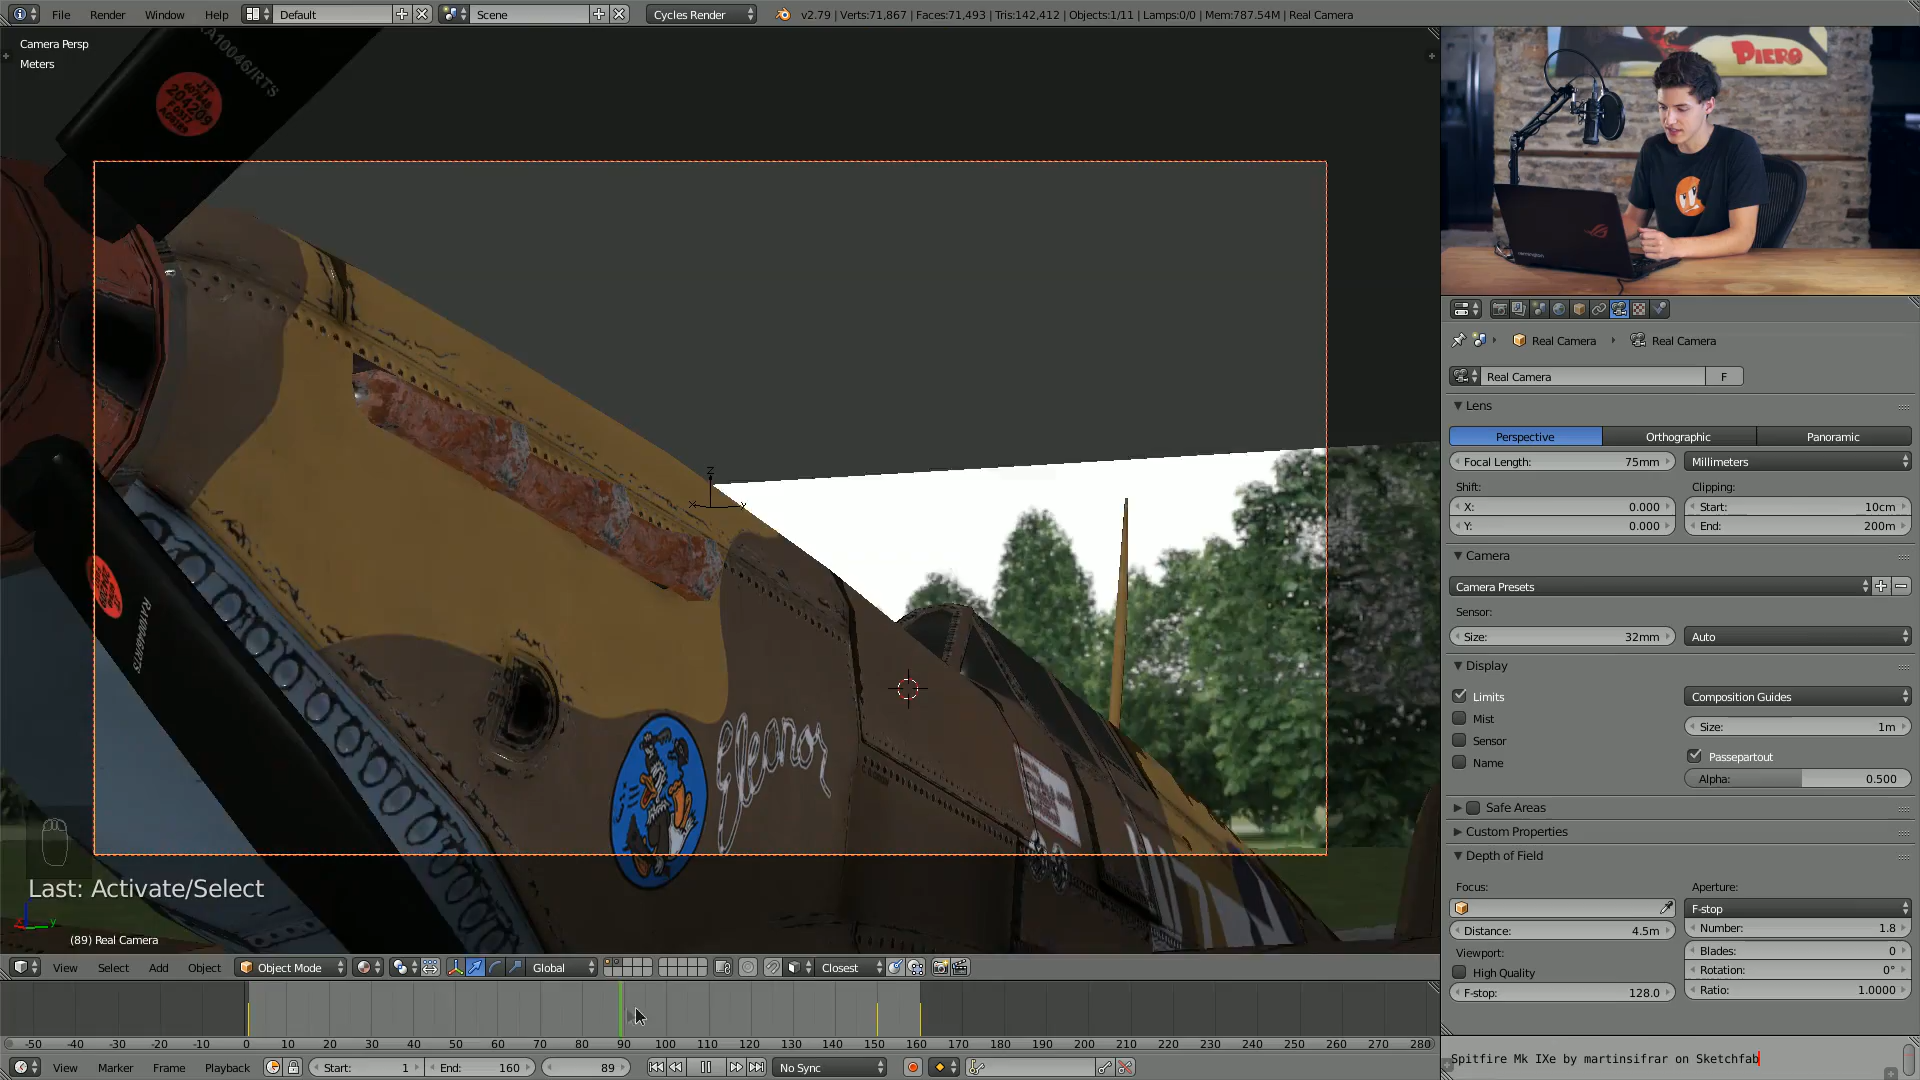 File Render Window Help Default Scene Cycles Render v2.79 | Verts:71,867 | Faces:71,493 | Tris:142,412 | Objects:1/11 | Lamps:0/0 | Mem:787.54M | Real Camera
Camera Persp
Meters
A10046/RTS
204209
RA10046/RTS
Eleanor
PIERO
Last: Activate/Select
(89) Real Camera
View Select Add Object Object Mode Global Closest
-50 -40 -30 -20 -10 0 10 20 30 40 50 60 70 80 90 100 110 120 130 140 150 160 170 180 190 200 210 220 230 240 250 260 270 280
View Marker Frame Playback Start: 1 End: 160 89 No Sync
Real Camera Real Camera
Real Camera F
Lens
Perspective Orthographic Panoramic
Focal Length: 75mm Millimeters
Shift: Clipping:
X: 0.000 Start: 10cm
Y: 0.000 End: 200m
Camera
Camera Presets
Sensor:
Size: 32mm Auto
Display
Limits Composition Guides
Mist Size: 1m
Sensor Passepartout
Name Alpha: 0.500
Safe Areas
Custom Properties
Depth of Field
Focus: Aperture:
F-stop
Distance: 4.5m Number: 1.8
Viewport: Blades: 0
High Quality Rotation: 0°
F-stop: 128.0 Ratio: 1.0000
Spitfire Mk IXe by martinsifrar on Sketchfab